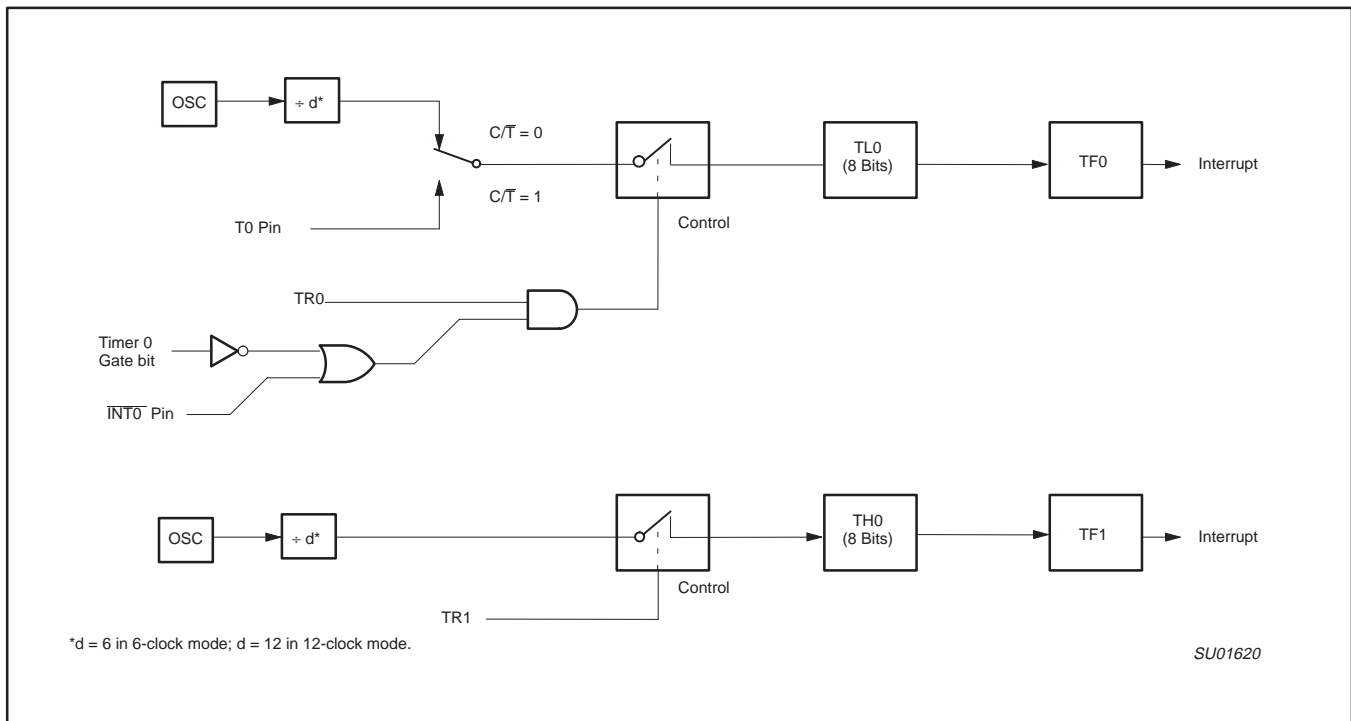 OSC
÷ d*
C/T̅ = 0
TL0
(8 Bits)
TF0
Interrupt
C/T̅ = 1
T0 Pin
Control
TR0
Timer 0
Gate bit
I̅N̅T̅0̅ Pin
OSC
÷ d*
TH0
(8 Bits)
TF1
Interrupt
Control
TR1
*d = 6 in 6-clock mode; d = 12 in 12-clock mode.
SU01620